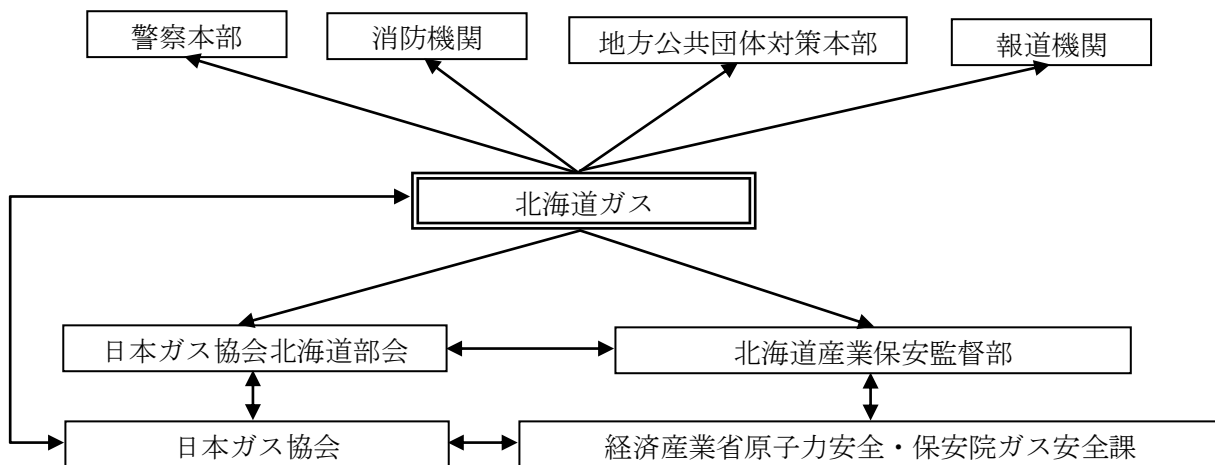 警察本部
消防機関
地方公共団体対策本部
報道機関
北海道ガス
日本ガス協会北海道部会
北海道産業保安監督部
日本ガス協会
経済産業省原子力安全・保安院ガス安全課